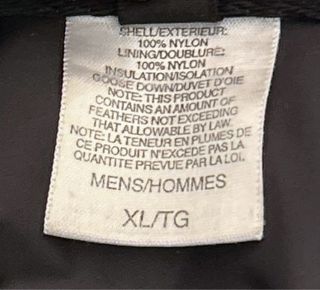 SHELL/EXTERIEUR:
100% NYLON
LINING/DOUBLURE:
100% NYLON
INSULATION/ISOLATION
GOOSE DOWN/DUVET D'OIE
NOTE: THIS PRODUCT
CONTAINS AN AMOUNT OF
FEATHERS NOT EXCEEDING
THAT ALLOWABLE BY LAW.
NOTE: LA TENEUR EN PLUMES DE
CE PRODUIT N'EXCEDE PAS LA
QUANTITE PREVUE PAR LA LOI.
MENS/HOMMES
XL/TG